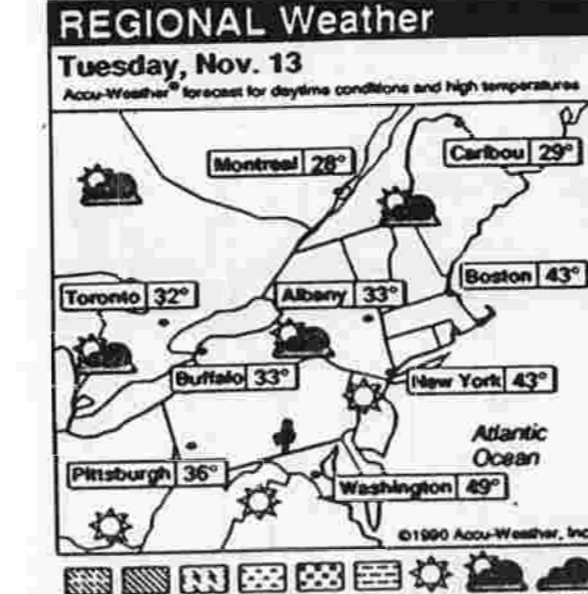 REGIONAL Weather
Tuesday, Nov. 13
Accu-Weather® forecast for daytime conditions and high temperatures
Montreal 28°
Caribou 29°
Toronto 32°
Albany 33°
Boston 43°
Buffalo 33°
New York 43°
Atlantic
Ocean
Pittsburgh 36°
Washington 49°
©1990 Accu-Weather, Inc